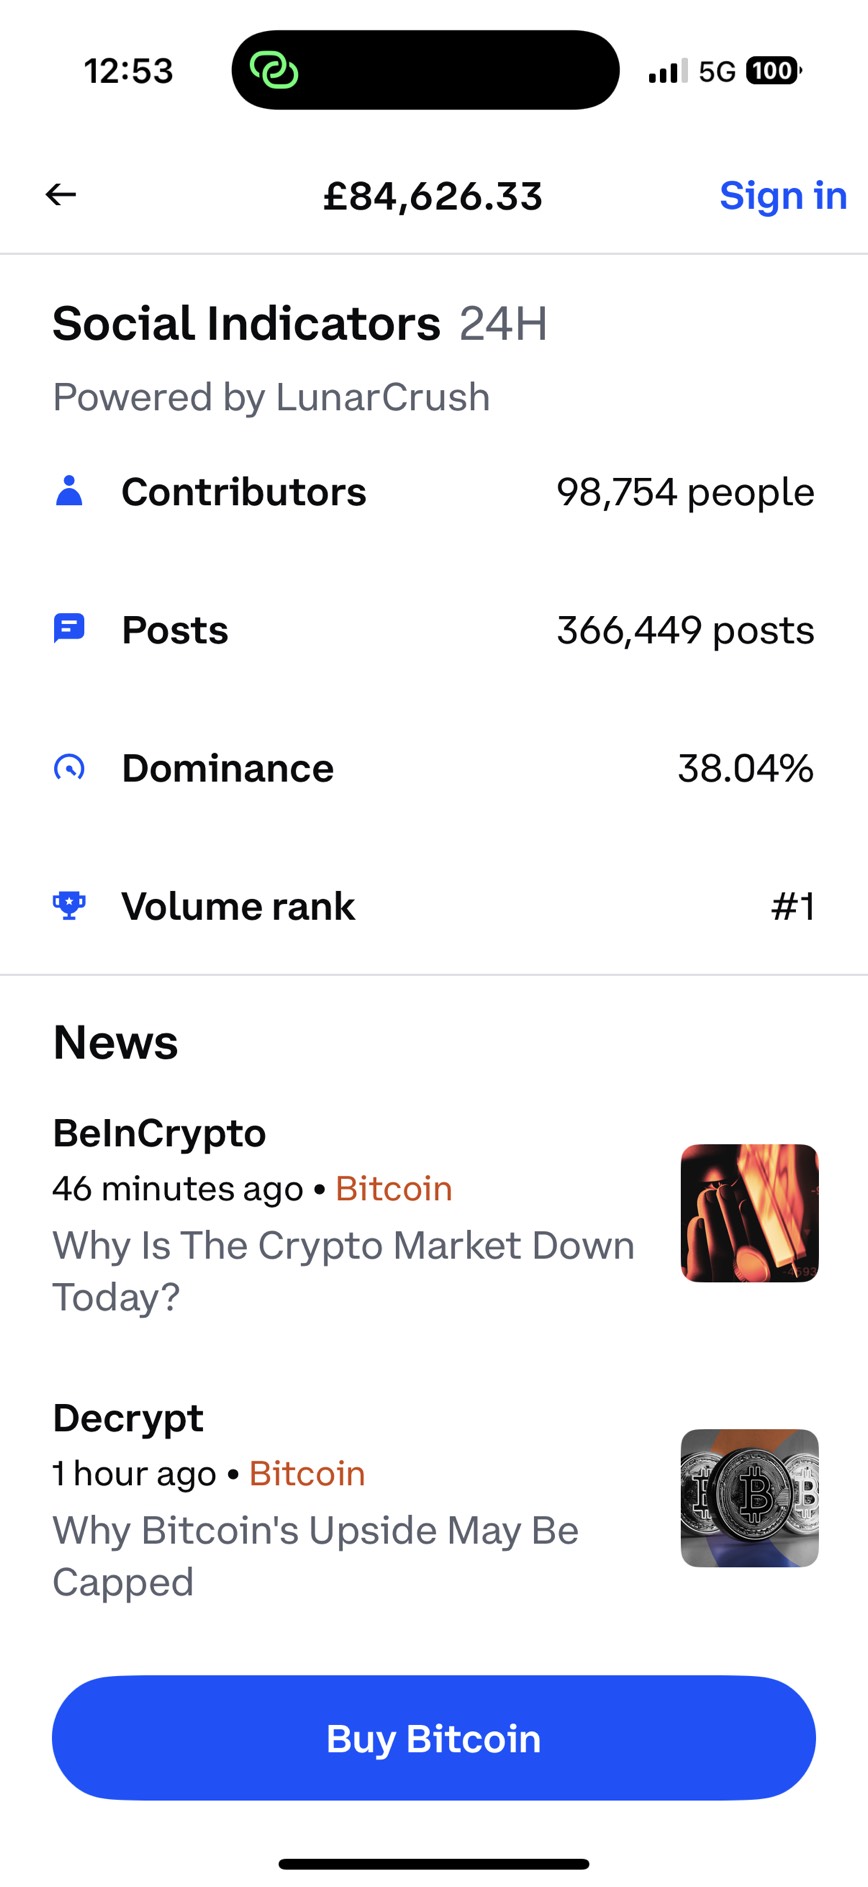 12:53
5G 100
£84,626.33
Sign in
Social Indicators 24H
Powered by LunarCrush
Contributors 98,754 people
Posts 366,449 posts
Dominance 38.04%
Volume rank #1
News
BeInCrypto
46 minutes ago • Bitcoin
Why Is The Crypto Market Down
Today?
Decrypt
1 hour ago • Bitcoin
Why Bitcoin's Upside May Be
Capped
Buy Bitcoin